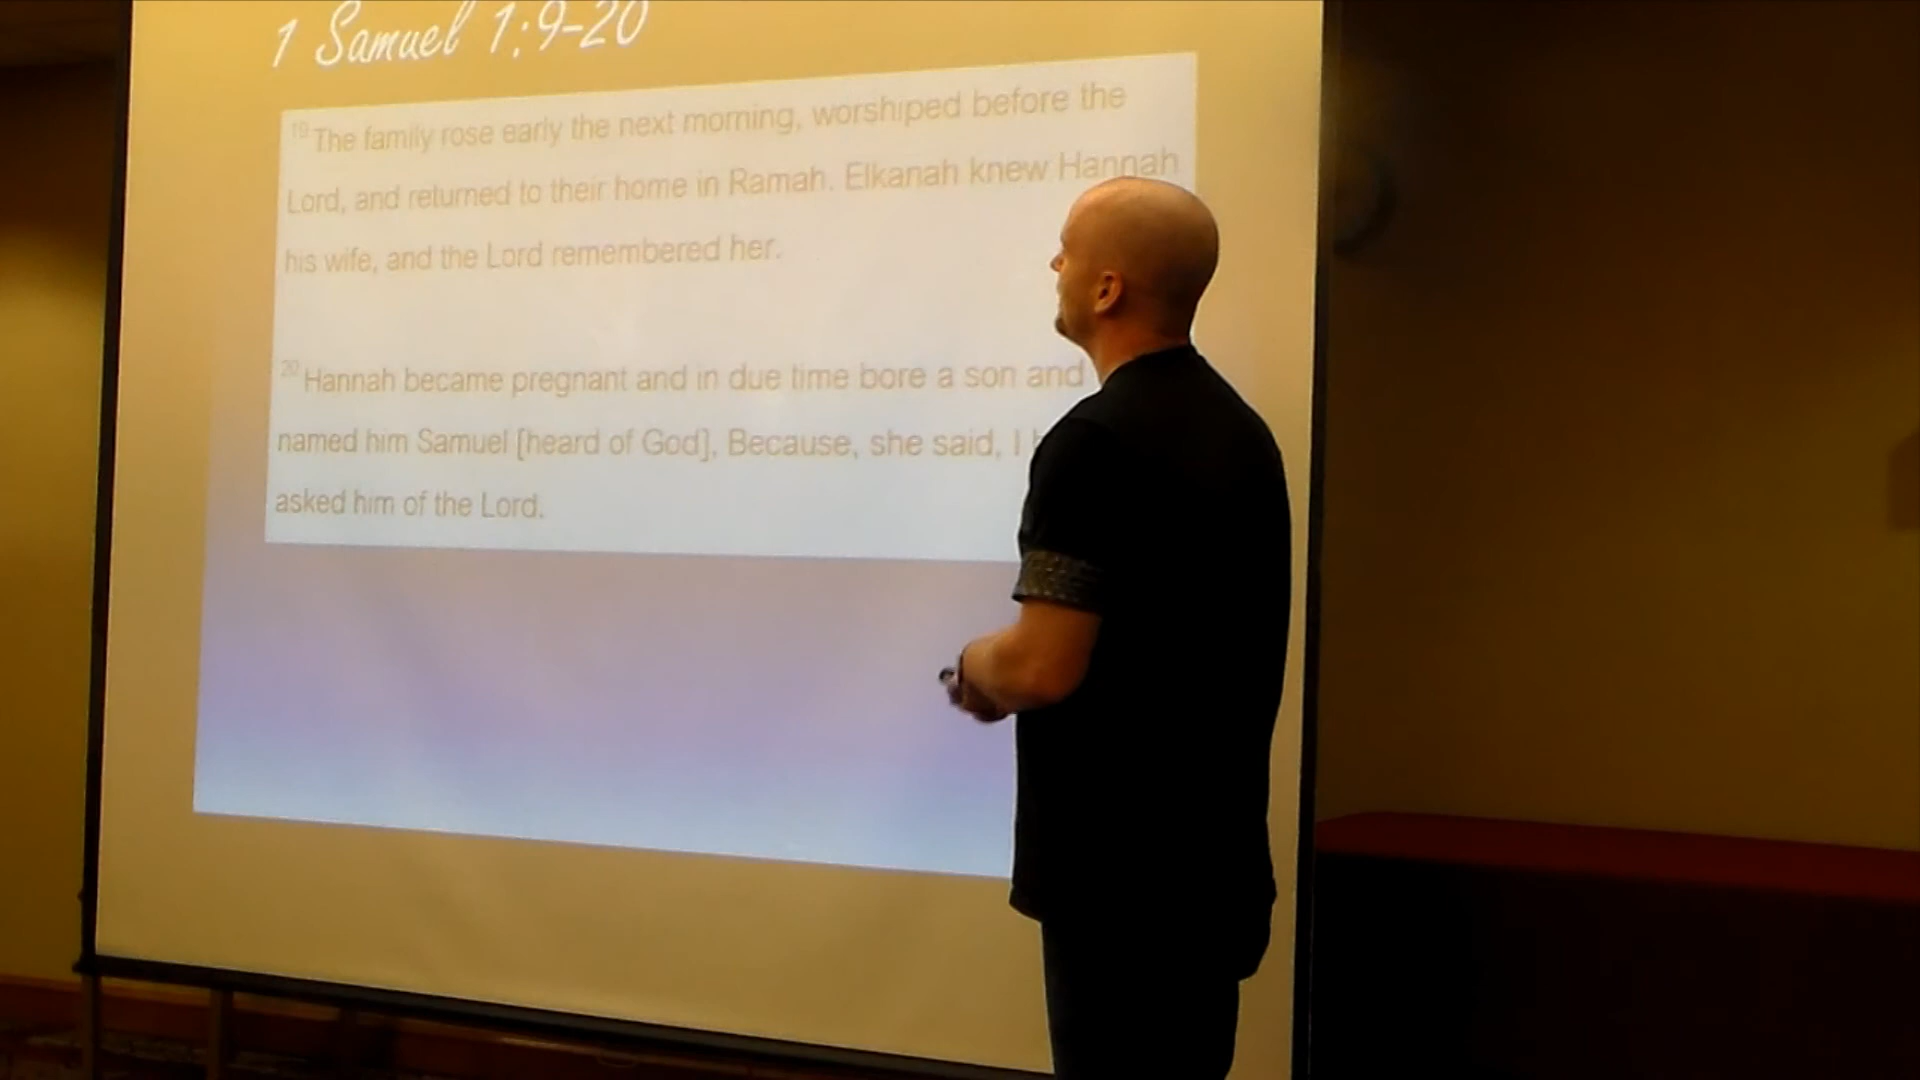 1 Samuel 1:9-20
19 The family rose early the next morning, worshiped before the
Lord, and returned to their home in Ramah. Elkanah knew Hannah
his wife, and the Lord remembered her.
20 Hannah became pregnant and in due time bore a son and
named him Samuel [heard of God], Because, she said, I
asked him of the Lord.